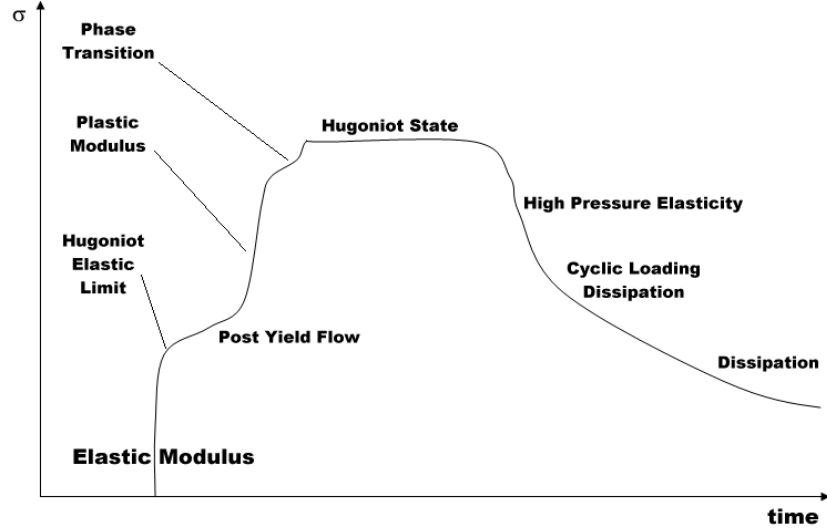 σ
Phase
Transition
Plastic
Modulus
Hugoniot State
High Pressure Elasticity
Hugoniot
Elastic
Limit
Cyclic Loading
Dissipation
Post Yield Flow
Dissipation
Elastic Modulus
time